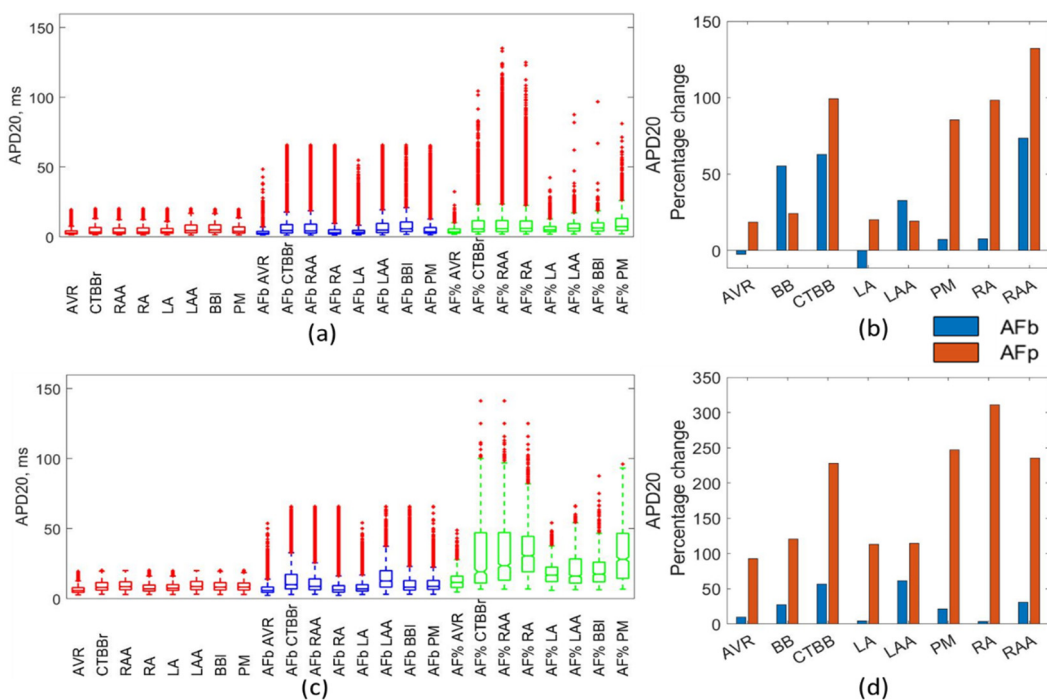 150
100
50
0
APD20, ms
AVR
CTBBr
RAA
RA
LA
LAA
BBI
PM
AFb AVR
AFb CTBBr
AFb RAA
AFb RA
AFb LA
AFb LAA
AFb BBI
AFb PM
AF% AVR
AF% CTBBr
AF% RAA
AF% RA
AF% LA
AF% LAA
AF% BBI
AF% PM
(a)
150
100
50
0
APD20
Percentage change
AVR
BB
CTBB
LA
LAA
PM
RA
RAA
(b)
AFb
AFp
150
100
50
0
APD20, ms
AVR
CTBBr
RAA
RA
LA
LAA
BBI
PM
AFb AVR
AFb CTBBr
AFb RAA
AFb RA
AFb LA
AFb LAA
AFb BBI
AFb PM
AF% AVR
AF% CTBBr
AF% RAA
AF% RA
AF% LA
AF% LAA
AF% BBI
AF% PM
(c)
350
300
250
200
150
100
50
0
APD20
Percentage change
AVR
BB
CTBB
LA
LAA
PM
RA
RAA
(d)